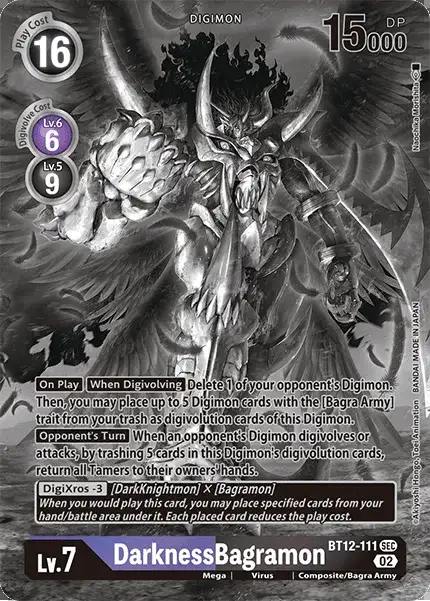 DIGIMON
Play Cost
16
15000 DP
Digivolve Cost
Lv.6
6
Lv.5
9
Naochika Morishita
On Play When Digivolving Delete 1 of your opponent's Digimon.
Then, you may place up to 5 Digimon cards with the [Bagra Army]
trait from your trash as digivolution cards of this Digimon.
Opponent's Turn When an opponent's Digimon digivolves or
attacks, by trashing 5 cards in this Digimon's digivolution cards,
return all Tamers to their owners' hands.
DigiXros -3 [DarkKnightmon] × [Bagramon]
When you would play this card, you may place specified cards from your
hand/battle area under it. Each placed card reduces the play cost.
©Akiyoshi Hongo, Toei Animation BANDAI MADE IN JAPAN
BT12-111 SEC
Lv.7 DarknessBagramon 02
Mega Virus Composite/Bagra Army